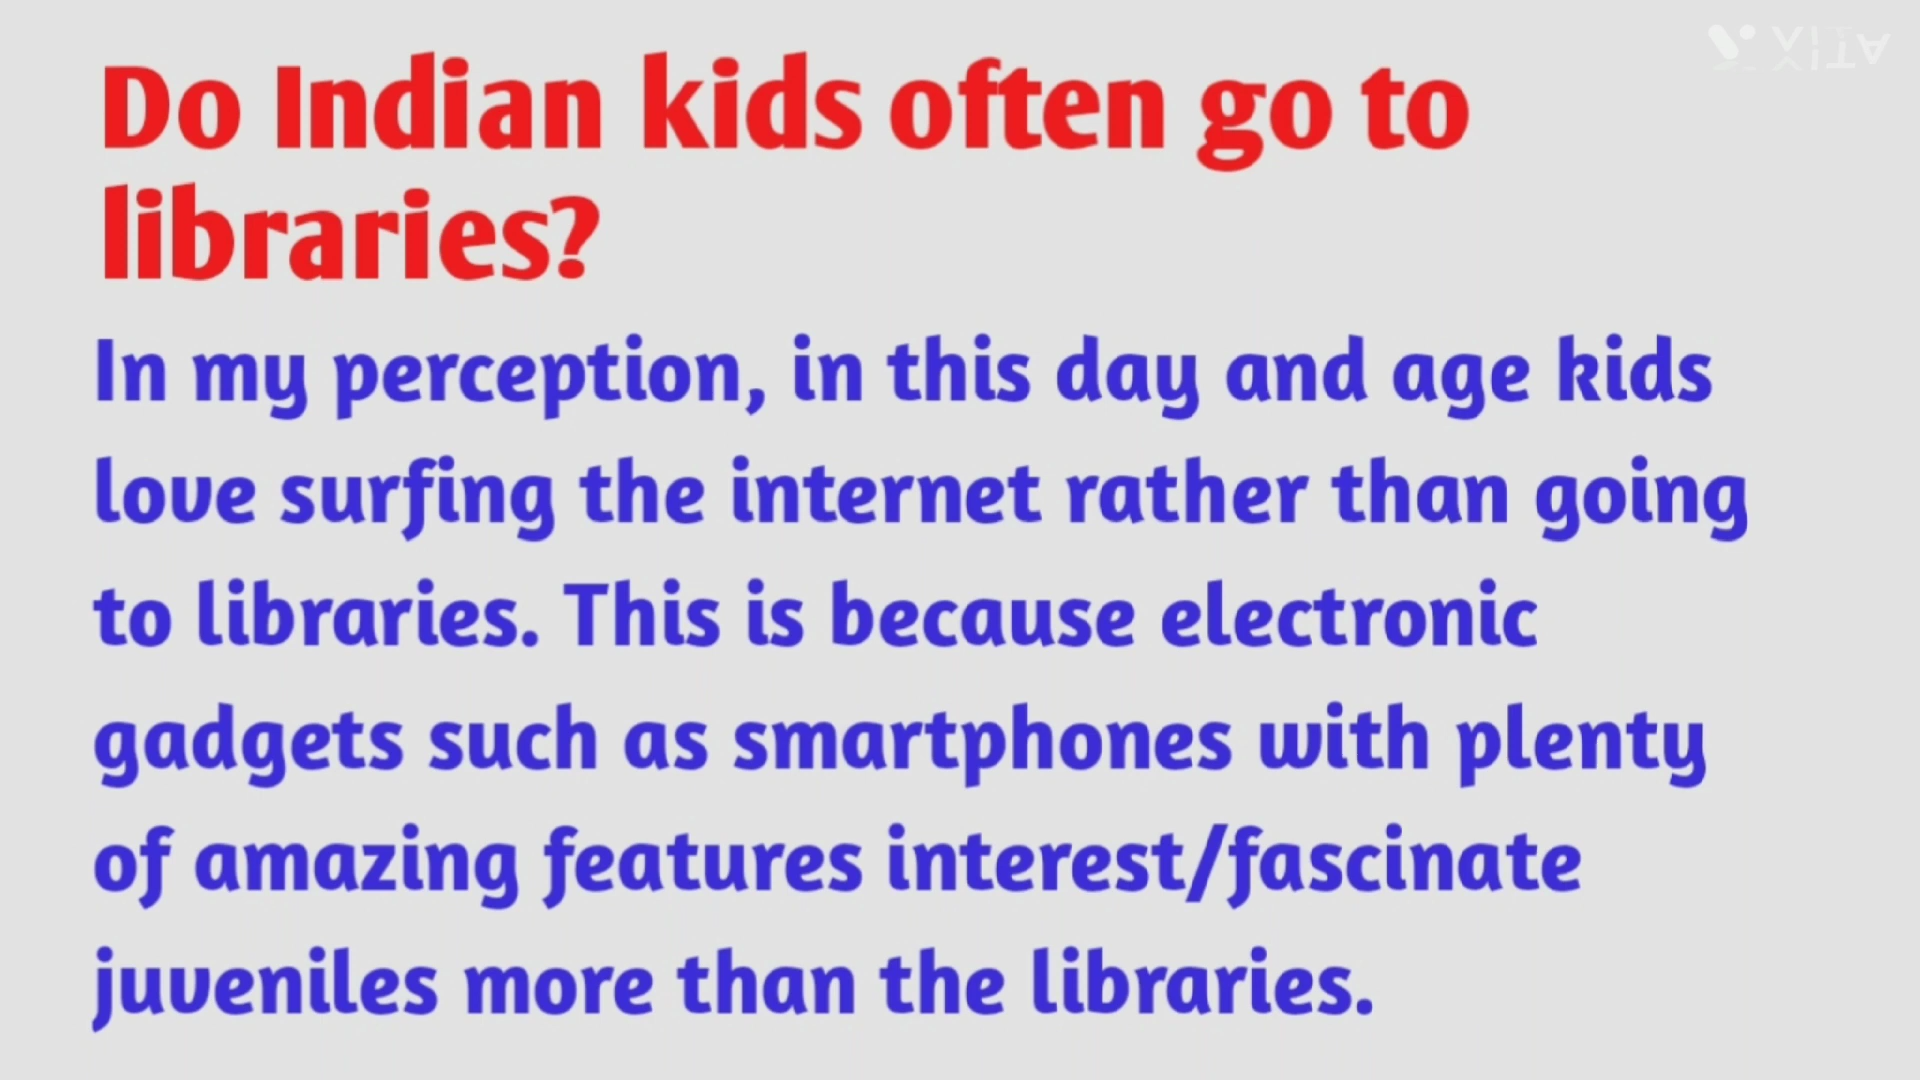 VITA
Do Indian kids often go to
libraries?
In my perception, in this day and age kids
love surfing the internet rather than going
to libraries. This is because electronic
gadgets such as smartphones with plenty
of amazing features interest/fascinate
juveniles more than the libraries.